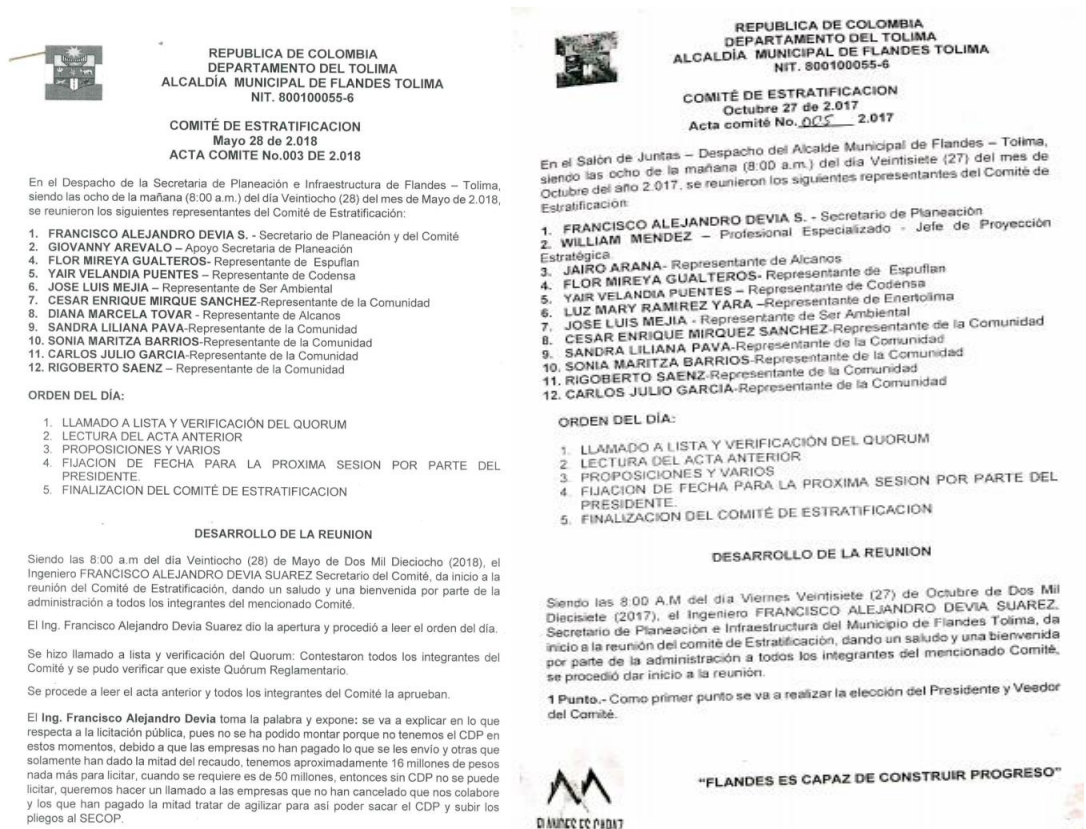 REPUBLICA DE COLOMBIA
DEPARTAMENTO DEL TOLIMA
ALCALDÍA MUNICIPAL DE FLANDES TOLIMA
NIT. 800100055-6
COMITÉ DE ESTRATIFICACION
Mayo 28 de 2.018
ACTA COMITE No.003 DE 2.018
En el Despacho de la Secretaria de Planeación e Infraestructura de Flandes – Tolima,
siendo las ocho de la mañana (8:00 a.m.) del día Veintiocho (28) del mes de Mayo de 2.018,
se reunieron los siguientes representantes del Comité de Estratificación:
1. FRANCISCO ALEJANDRO DEVIA S. - Secretario de Planeación y del Comité
2. GIOVANNY AREVALO – Apoyo Secretaria de Planeación
4. FLOR MIREYA GUALTEROS- Representante de Espuflan
5. YAIR VELANDIA PUENTES – Representante de Codensa
6. JOSE LUIS MEJIA – Representante de Ser Ambiental
7. CESAR ENRIQUE MIRQUE SANCHEZ-Representante de la Comunidad
8. DIANA MARCELA TOVAR - Representante de Alcanos
9. SANDRA LILIANA PAVA-Representante de la Comunidad
10. SONIA MARITZA BARRIOS-Representante de la Comunidad
11. CARLOS JULIO GARCIA-Representante de la Comunidad
12. RIGOBERTO SAENZ – Representante de la Comunidad
ORDEN DEL DÍA:
1. LLAMADO A LISTA Y VERIFICACIÓN DEL QUORUM
2. LECTURA DEL ACTA ANTERIOR
3. PROPOSICIONES Y VARIOS
4. FIJACION DE FECHA PARA LA PROXIMA SESION POR PARTE DEL
PRESIDENTE.
5. FINALIZACION DEL COMITÉ DE ESTRATIFICACION
DESARROLLO DE LA REUNION
Siendo las 8:00 a.m del día Veintiocho (28) de Mayo de Dos Mil Dieciocho (2018), el
Ingeniero FRANCISCO ALEJANDRO DEVIA SUAREZ Secretario del Comité, da inicio a la
reunión del Comité de Estratificación, dando un saludo y una bienvenida por parte de la
administración a todos los integrantes del mencionado Comité.
El Ing. Francisco Alejandro Devia Suarez dio la apertura y procedió a leer el orden del día.
Se hizo llamado a lista y verificación del Quorum: Contestaron todos los integrantes del
Comité y se pudo verificar que existe Quórum Reglamentario.
Se procede a leer el acta anterior y todos los integrantes del Comité la aprueban.
El Ing. Francisco Alejandro Devia toma la palabra y expone: se va a explicar en lo que
respecta a la licitación pública, pues no se ha podido montar porque no tenemos el CDP en
estos momentos, debido a que las empresas no han pagado lo que se les envío y otras que
solamente han dado la mitad del recaudo, tenemos aproximadamente 16 millones de pesos
nada más para licitar, cuando se requiere es de 50 millones, entonces sin CDP no se puede
licitar, queremos hacer un llamado a las empresas que no han cancelado que nos colabore
y los que han pagado la mitad tratar de agilizar para así poder sacar el CDP y subir los
pliegos al SECOP.
REPUBLICA DE COLOMBIA
DEPARTAMENTO DEL TOLIMA
ALCALDÍA MUNICIPAL DE FLANDES TOLIMA
NIT. 800100055-6
COMITÉ DE ESTRATIFICACION
Octubre 27 de 2.017
Acta comité No. 005 2.017
En el Salón de Juntas – Despacho del Alcalde Municipal de Flandes – Tolima,
siendo las ocho de la mañana (8:00 a.m.) del día Veintisiete (27) del mes de
Octubre del año 2.017, se reunieron los siguientes representantes del Comité de
Estratificación:
1. FRANCISCO ALEJANDRO DEVIA S. - Secretario de Planeación
2. WILLIAM MENDEZ – Profesional Especializado - Jefe de Proyección
Estratégica
3. JAIRO ARANA- Representante de Alcanos
4. FLOR MIREYA GUALTEROS- Representante de Espuflan
5. YAIR VELANDIA PUENTES – Representante de Codensa
6. LUZ MARY RAMIREZ YARA –Representante de Enertolima
7. JOSE LUIS MEJIA - Representante de Ser Ambiental
8. CESAR ENRIQUE MIRQUEZ SANCHEZ-Representante de la Comunidad
9. SANDRA LILIANA PAVA-Representante de la Comunidad
10. SONIA MARITZA BARRIOS-Representante de la Comunidad
11. RIGOBERTO SAENZ-Representante de la Comunidad
12. CARLOS JULIO GARCIA-Representante de la Comunidad
ORDEN DEL DÍA:
1. LLAMADO A LISTA Y VERIFICACIÓN DEL QUORUM
2. LECTURA DEL ACTA ANTERIOR
3. PROPOSICIONES Y VARIOS
4. FIJACION DE FECHA PARA LA PROXIMA SESION POR PARTE DEL
PRESIDENTE.
5. FINALIZACION DEL COMITÉ DE ESTRATIFICACION
DESARROLLO DE LA REUNION
Siendo las 8:00 A.M del día Viernes Veintisiete (27) de Octubre de Dos Mil
Diecisiete (2017), el Ingeniero FRANCISCO ALEJANDRO DEVIA SUAREZ,
Secretario de Planeación e Infraestructura del Municipio de Flandes Tolima, da
inicio a la reunión del comité de Estratificación, dando un saludo y una bienvenida
por parte de la administración a todos los integrantes del mencionado Comité,
se procedió dar inicio a la reunión.
1 Punto.- Como primer punto se va a realizar la elección del Presidente y Veedor
del Comité.
"FLANDES ES CAPAZ DE CONSTRUIR PROGRESO"
FLANDES ES CAPAZ